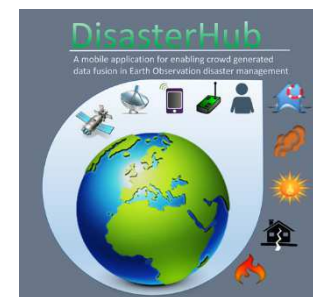 DisasterHub
A mobile application for enabling crowd generated
data fusion in Earth Observation disaster management